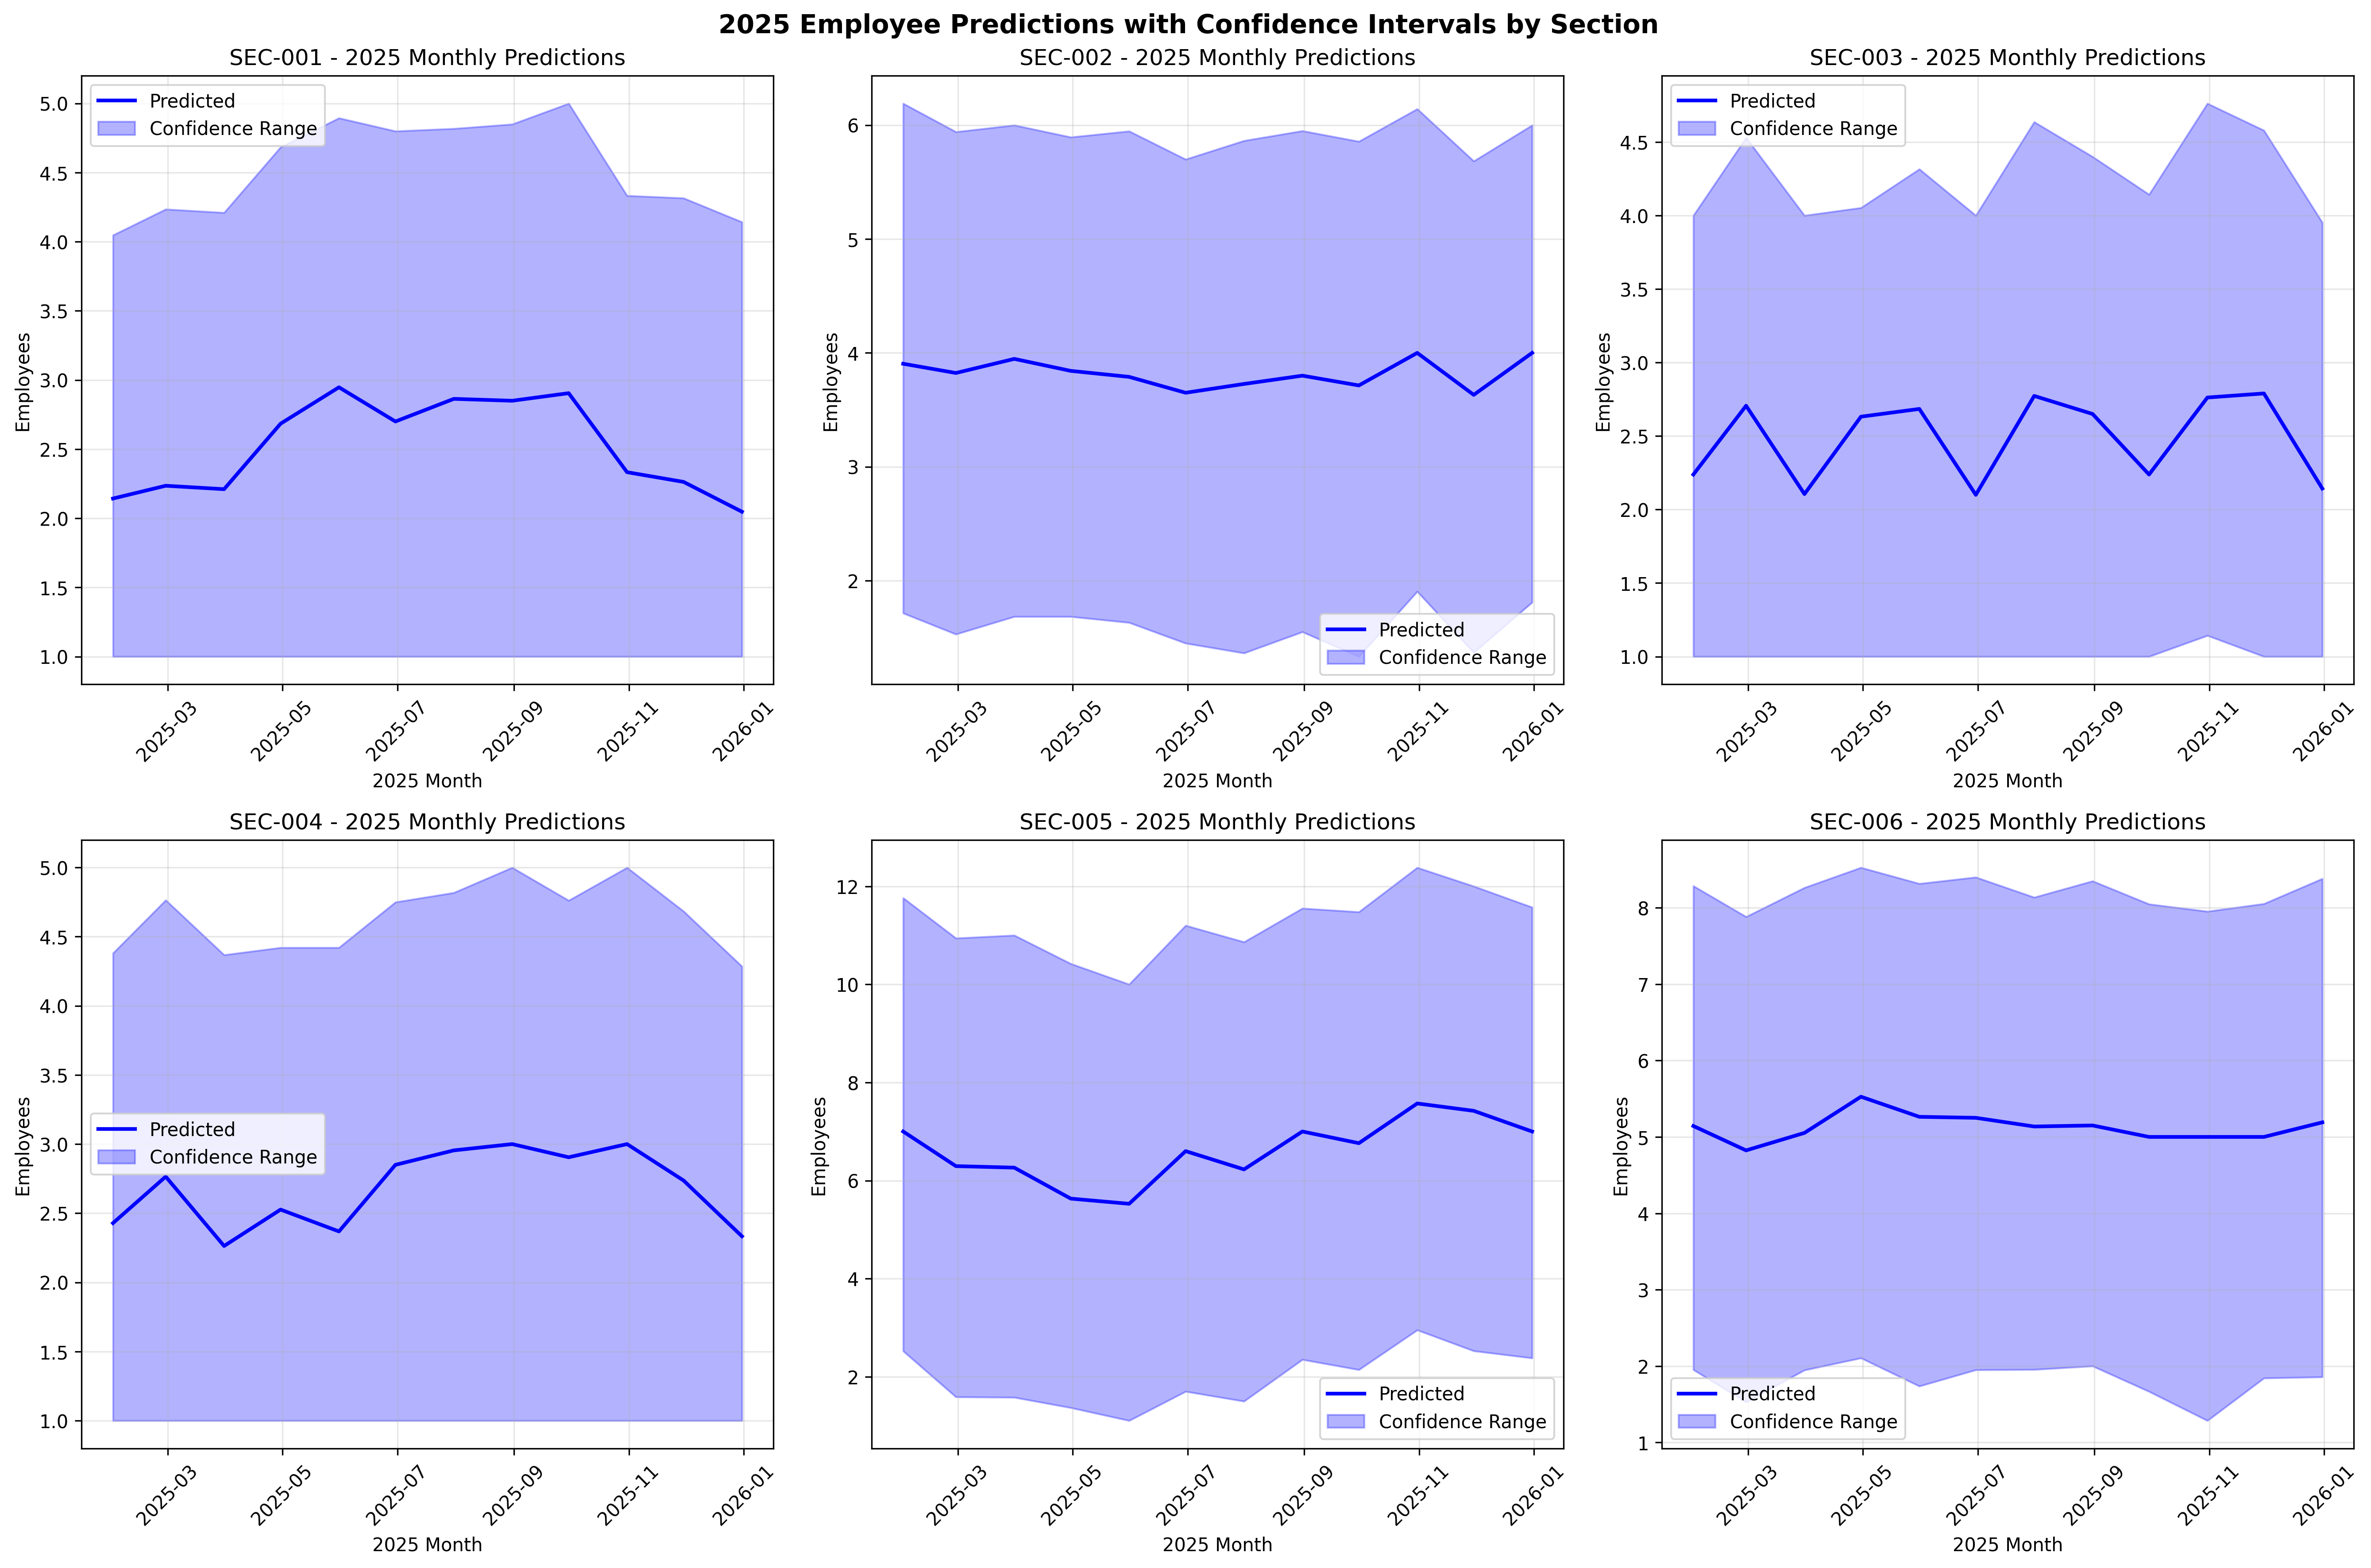 2025 Employee Predictions with Confidence Intervals by Section
SEC-001 - 2025 Monthly Predictions
Predicted
Confidence Range
5.0
4.5
4.0
3.5
3.0
2.5
2.0
1.5
1.0
Employees
2025-03
2025-05
2025-07
2025-09
2025-11
2026-01
2025 Month
SEC-002 - 2025 Monthly Predictions
6
5
4
3
2
Employees
Predicted
Confidence Range
2025-03
2025-05
2025-07
2025-09
2025-11
2026-01
2025 Month
SEC-003 - 2025 Monthly Predictions
Predicted
Confidence Range
4.5
4.0
3.5
3.0
2.5
2.0
1.5
1.0
Employees
2025-03
2025-05
2025-07
2025-09
2025-11
2026-01
2025 Month
SEC-004 - 2025 Monthly Predictions
5.0
4.5
4.0
3.5
3.0
2.5
2.0
1.5
1.0
Employees
Predicted
Confidence Range
2025-03
2025-05
2025-07
2025-09
2025-11
2026-01
2025 Month
SEC-005 - 2025 Monthly Predictions
12
10
8
6
4
2
Employees
Predicted
Confidence Range
2025-03
2025-05
2025-07
2025-09
2025-11
2026-01
2025 Month
SEC-006 - 2025 Monthly Predictions
8
7
6
5
4
3
2
1
Employees
Predicted
Confidence Range
2025-03
2025-05
2025-07
2025-09
2025-11
2026-01
2025 Month